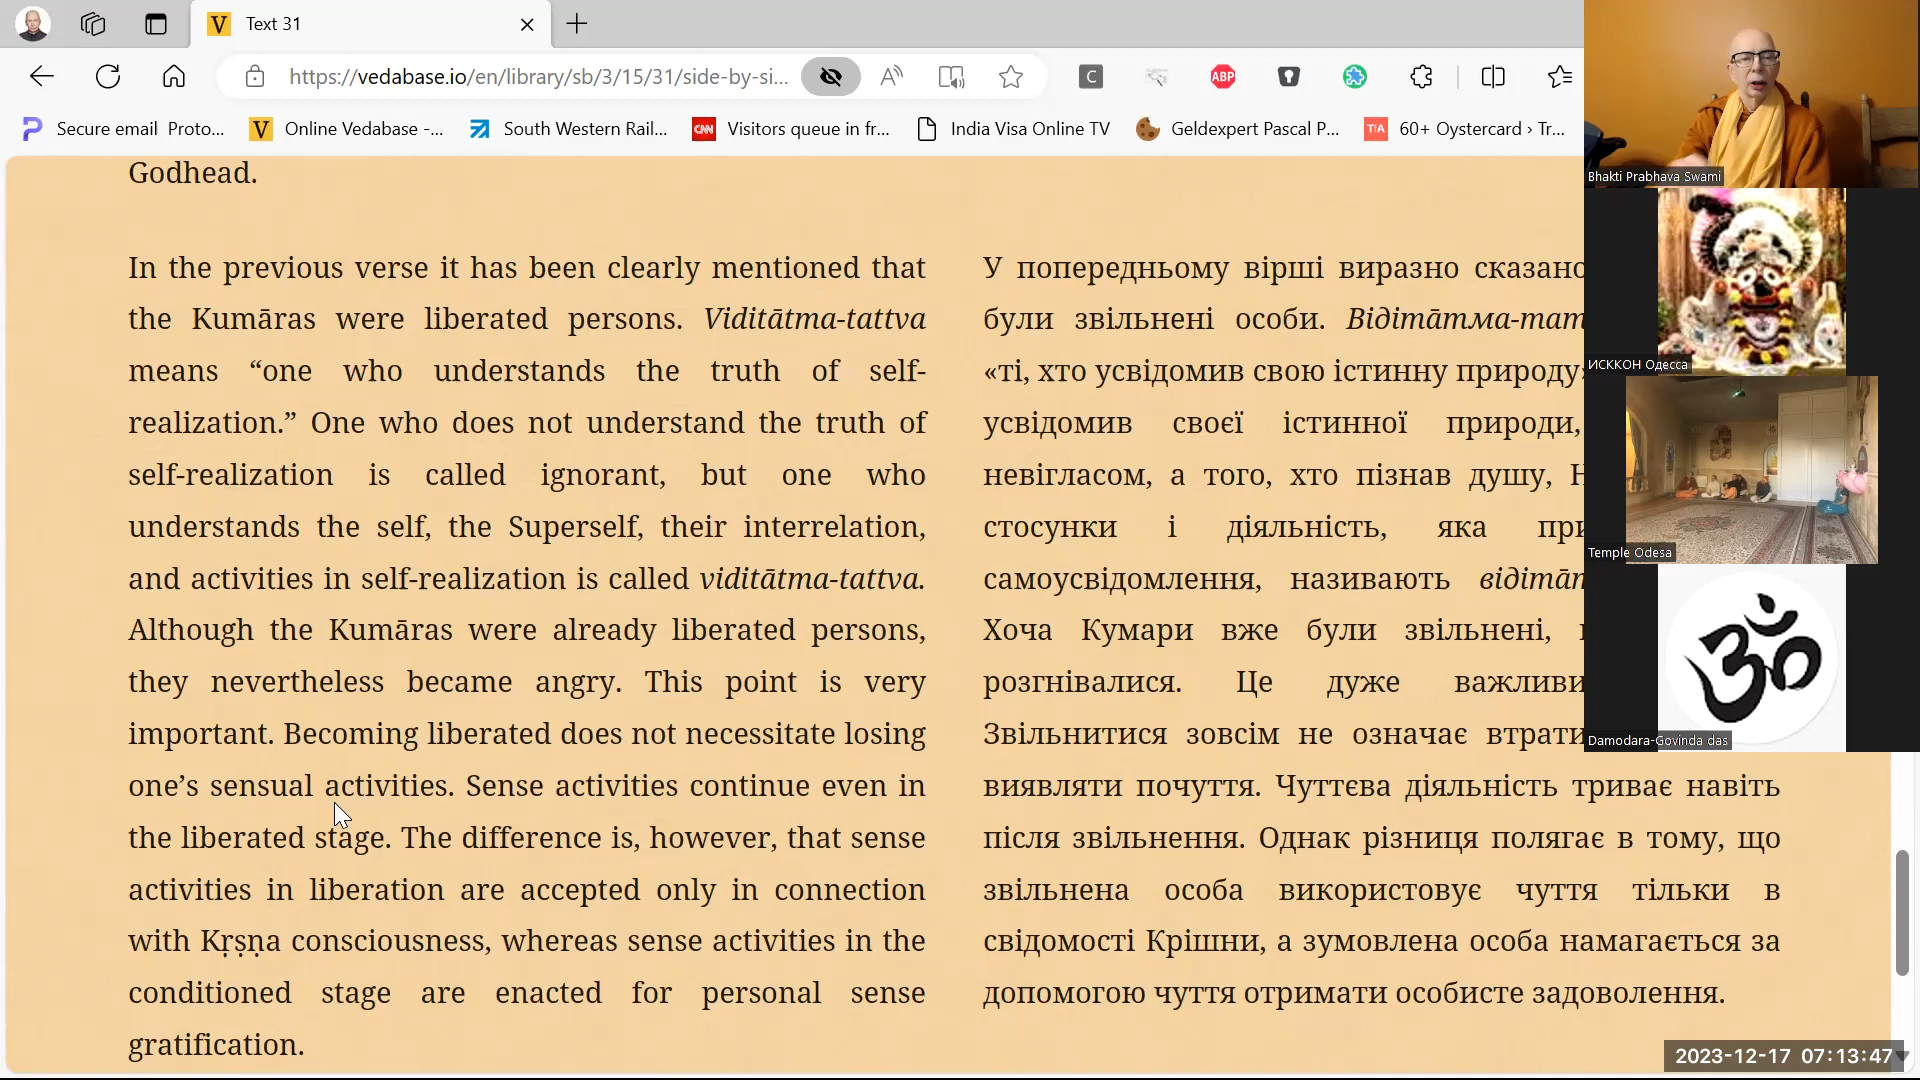 Text 31
https://vedabase.io/en/library/sb/3/15/31/side-by-si...
Secure email Proto...
Online Vedabase -...
South Western Rail...
CNN
Visitors queue in fr...
India Visa Online TV
Geldexpert Pascal P...
60+ Oystercard › Tr...
ABP
Godhead.
In the previous verse it has been clearly mentioned that
the Kumāras were liberated persons. Viditātma-tattva
means “one who understands the truth of self-
realization.” One who does not understand the truth of
self-realization is called ignorant, but one who
understands the self, the Superself, their interrelation,
and activities in self-realization is called viditātma-tattva.
Although the Kumāras were already liberated persons,
they nevertheless became angry. This point is very
important. Becoming liberated does not necessitate losing
one’s sensual activities. Sense activities continue even in
the liberated stage. The difference is, however, that sense
activities in liberation are accepted only in connection
with Kṛṣṇa consciousness, whereas sense activities in the
conditioned stage are enacted for personal sense
gratification.
У попередньому вірші виразно сказано
були звільнені особи. Відіта̄тма-тат
«ті, хто усвідомив свою істинну природу»
усвідомив своєї істинної природи,
невігласом, а того, хто пізнав душу, Н
стосунки і діяльність, яка при
самоусвідомлення, називають відіта̄т
Хоча Кумари вже були звільнені,
розгнівалися. Це дуже важливи
Звільнитися зовсім не означає втрати
виявляти почуття. Чуттєва діяльність триває навіть
після звільнення. Однак різниця полягає в тому, що
звільнена особа використовує чуття тільки в
свідомості Крішни, а зумовлена особа намагається за
допомогою чуття отримати особисте задоволення.
Bhakti Prabhava Swami
ИСККОН Одесса
Temple Odesa
Damodara-Govinda das
2023-12-17 07:13:47